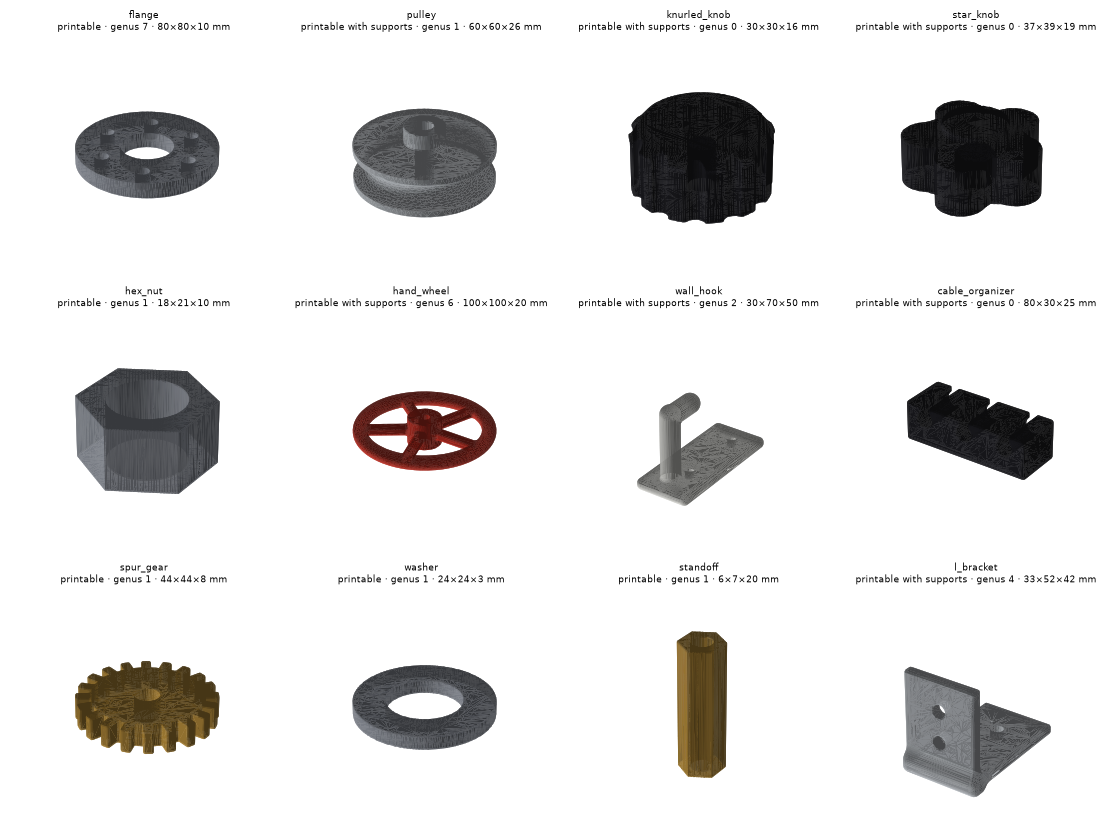 flange
printable · genus 7 · 80×80×10 mm
pulley
printable with supports · genus 1 · 60×60×26 mm
knurled_knob
printable with supports · genus 0 · 30×30×16 mm
star_knob
printable with supports · genus 0 · 37×39×19 mm
hex_nut
printable · genus 1 · 18×21×10 mm
hand_wheel
printable with supports · genus 6 · 100×100×20 mm
wall_hook
printable with supports · genus 2 · 30×70×50 mm
cable_organizer
printable with supports · genus 0 · 80×30×25 mm
spur_gear
printable · genus 1 · 44×44×8 mm
washer
printable · genus 1 · 24×24×3 mm
standoff
printable · genus 1 · 6×7×20 mm
l_bracket
printable with supports · genus 4 · 33×52×42 mm